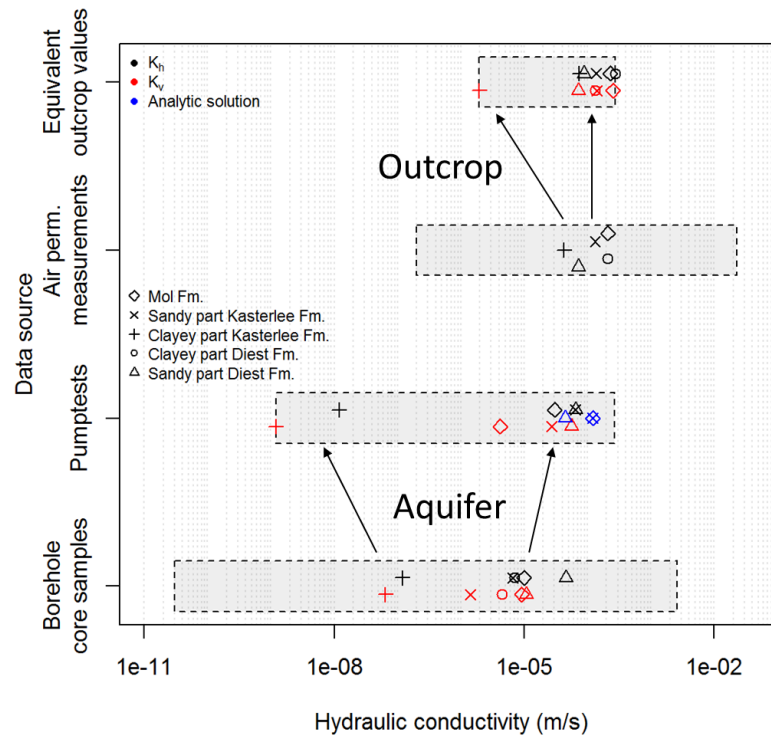 Equivalent
outcrop values
K_h
K_v
Analytic solution
Outcrop
Air perm.
measurements
Mol Fm.
Sandy part Kasterlee Fm.
Clayey part Kasterlee Fm.
Clayey part Diest Fm.
Sandy part Diest Fm.
Data source
Pumptests
Aquifer
Borehole
core samples
1e-11 1e-08 1e-05 1e-02
Hydraulic conductivity (m/s)